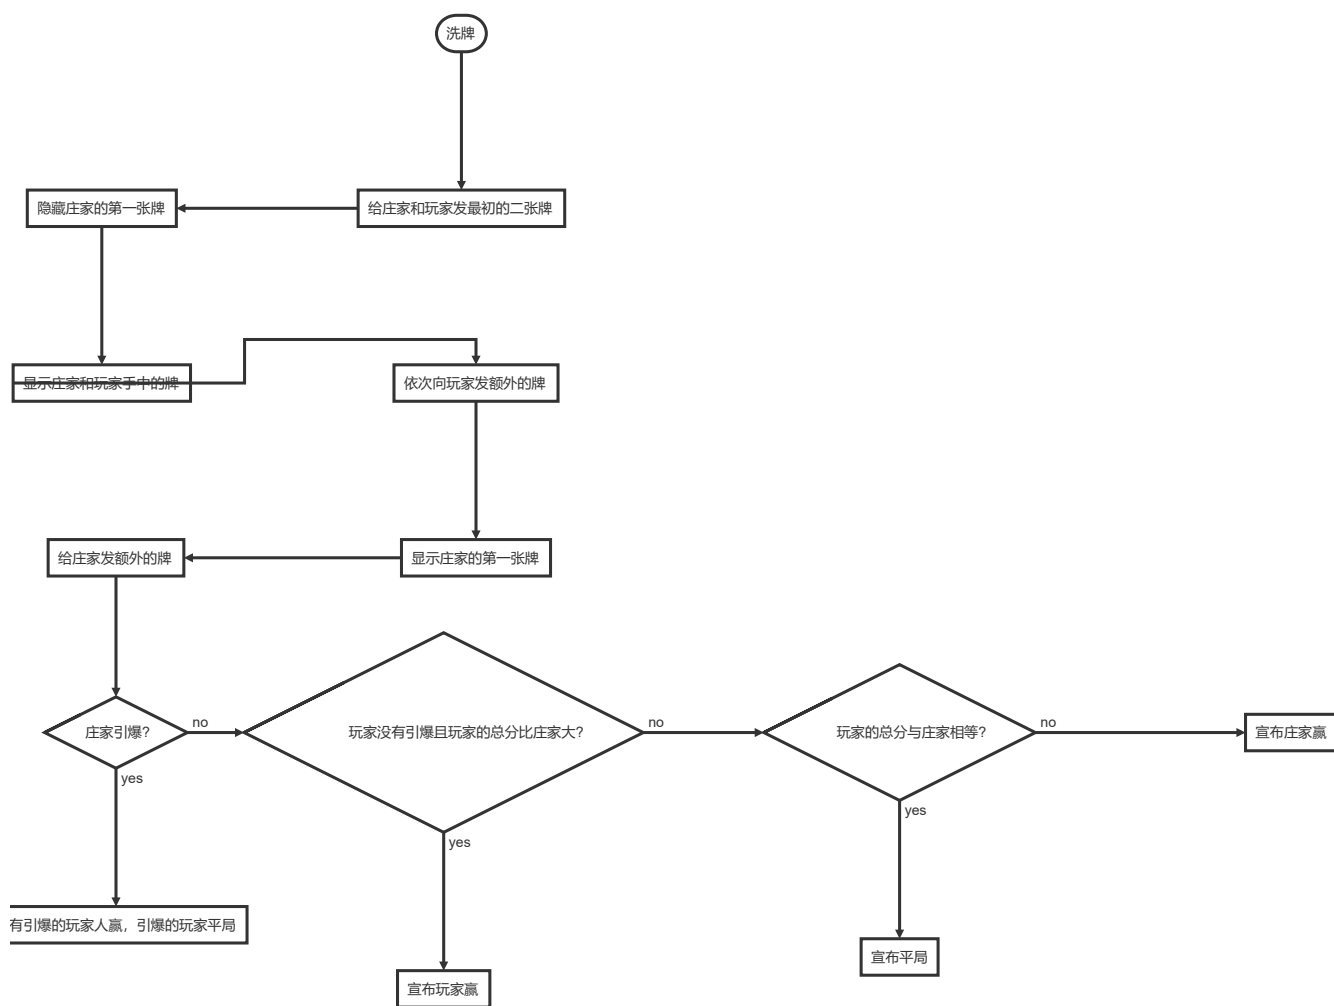 洗牌
给庄家和玩家发最初的二张牌
隐藏庄家的第一张牌
显示庄家和玩家手中的牌
依次向玩家发额外的牌
显示庄家的第一张牌
给庄家发额外的牌
庄家引爆?
no
玩家没有引爆且玩家的总分比庄家大?
no
玩家的总分与庄家相等?
no
宣布庄家赢
yes
yes
yes
有引爆的玩家人赢，引爆的玩家平局
宣布玩家赢
宣布平局